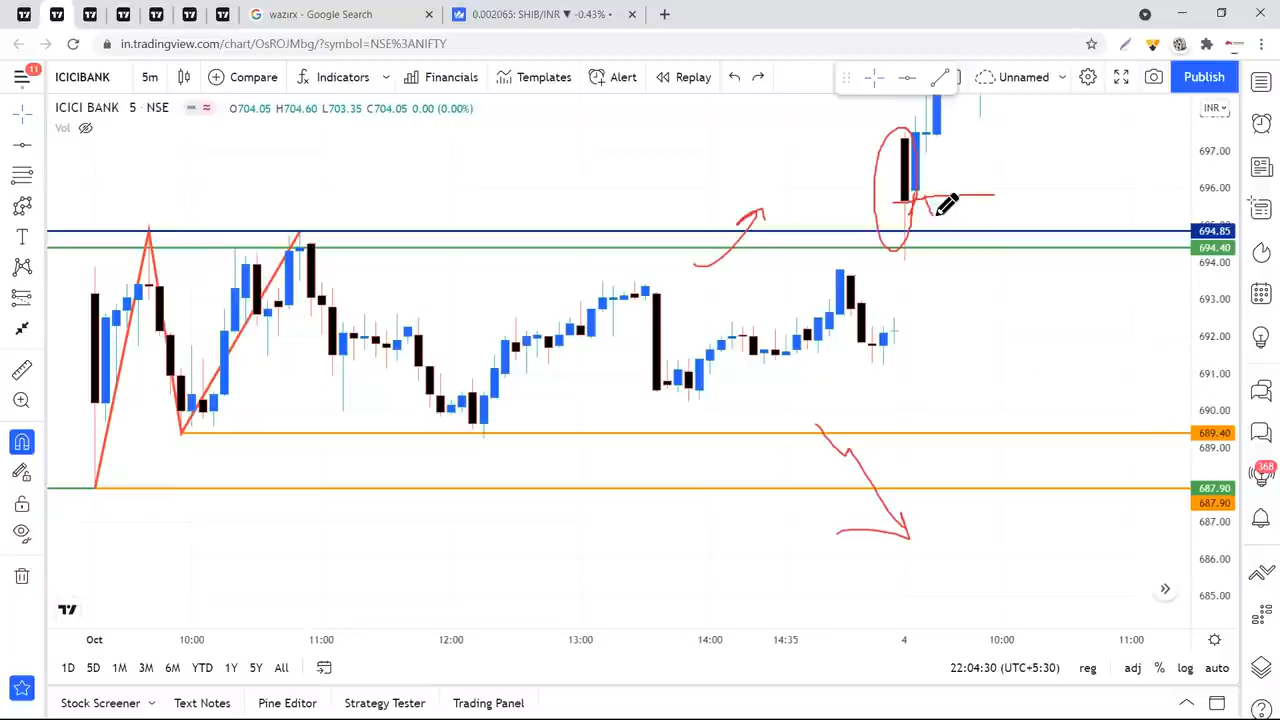 wazırx - Google Search
0.002065: SHIB/INR ▼ -0.43%
in.tradingview.com/chart/OsROJMbg/?symbol=NSE%3ANIFTY
11
ICICIBANK
5m
Compare
Indicators
Financials
Templates
Alert
Replay
Unnamed
Publish
ICICI BANK 5 · NSE
O704.05 H704.60 L703.35 C704.05 0.00 (0.00%)
INR
Vol
697.00
696.00
694.85
694.40
694.00
693.00
692.00
691.00
690.00
689.40
689.00
687.90
687.90
687.00
686.00
685.00
368
Oct
10:00
11:00
12:00
13:00
14:00
14:35
4
10:00
11:00
1D 5D 1M 3M 6M YTD 1Y 5Y All
22:04:30 (UTC+5:30)
reg
adj
%
log
auto
Stock Screener
Text Notes
Pine Editor
Strategy Tester
Trading Panel